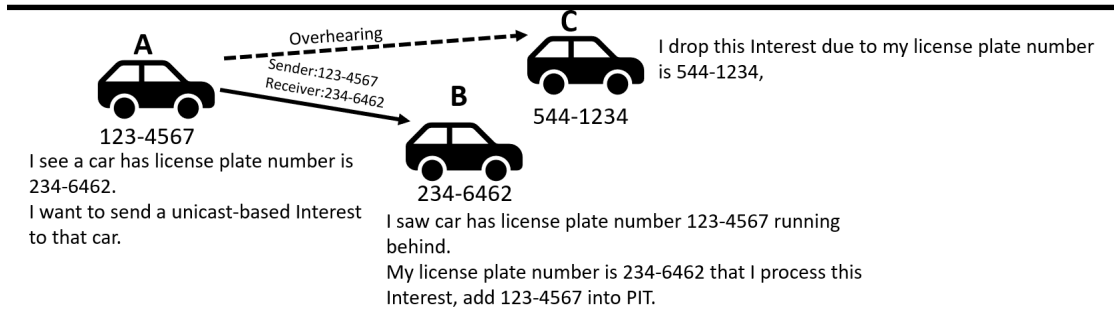 A
Overhearing
C
I drop this Interest due to my license plate number
is 544-1234,
Sender:123-4567
Receiver:234-6462
B
544-1234
123-4567
I see a car has license plate number is
234-6462.
I want to send a unicast-based Interest
to that car.
234-6462
I saw car has license plate number 123-4567 running
behind.
My license plate number is 234-6462 that I process this
Interest, add 123-4567 into PIT.